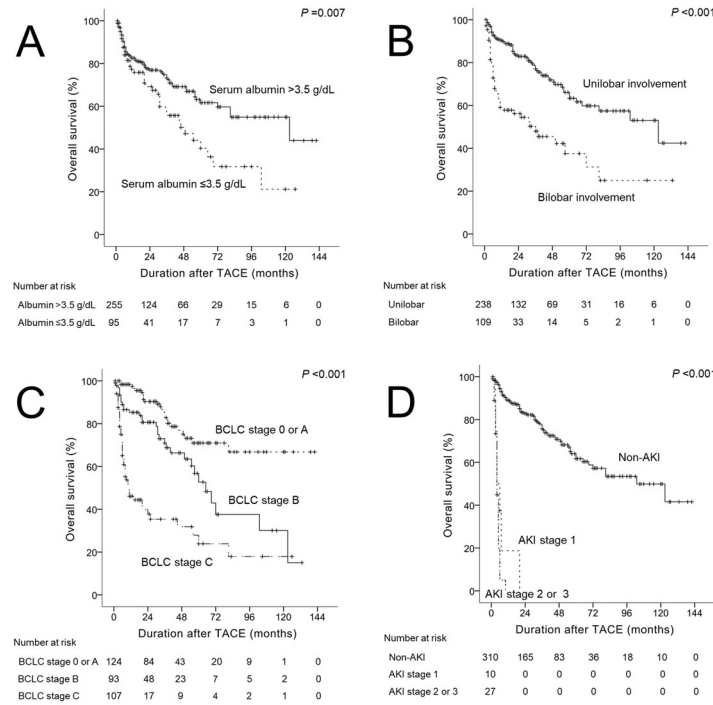 A
P =0.007
Overall survival (%)
100
80
60
40
20
0
Serum albumin >3.5 g/dL
Serum albumin ≤3.5 g/dL
0 24 48 72 96 120 144
Duration after TACE (months)
Number at risk
Albumin >3.5 g/dL 255 124 66 29 15 6 0
Albumin ≤3.5 g/dL 95 41 17 7 3 1 0
B
P <0.001
Overall survival (%)
100
80
60
40
20
0
Unilobar involvement
Bilobar involvement
0 24 48 72 96 120 144
Duration after TACE (months)
Number at risk
Unilobar 238 132 69 31 16 6 0
Bilobar 109 33 14 5 2 1 0
C
P <0.001
Overall survival (%)
100
80
60
40
20
0
BCLC stage 0 or A
BCLC stage B
BCLC stage C
0 24 48 72 96 120 144
Duration after TACE (months)
Number at risk
BCLC stage 0 or A 124 84 43 20 9 1 0
BCLC stage B 93 48 23 7 5 2 0
BCLC stage C 107 17 9 4 2 1 0
D
P <0.001
Overall survival (%)
100
80
60
40
20
0
Non-AKI
AKI stage 1
AKI stage 2 or 3
0 24 48 72 96 120 144
Duration after TACE (months)
Number at risk
Non-AKI 310 165 83 36 18 10 0
AKI stage 1 10 0 0 0 0 0 0
AKI stage 2 or 3 27 0 0 0 0 0 0